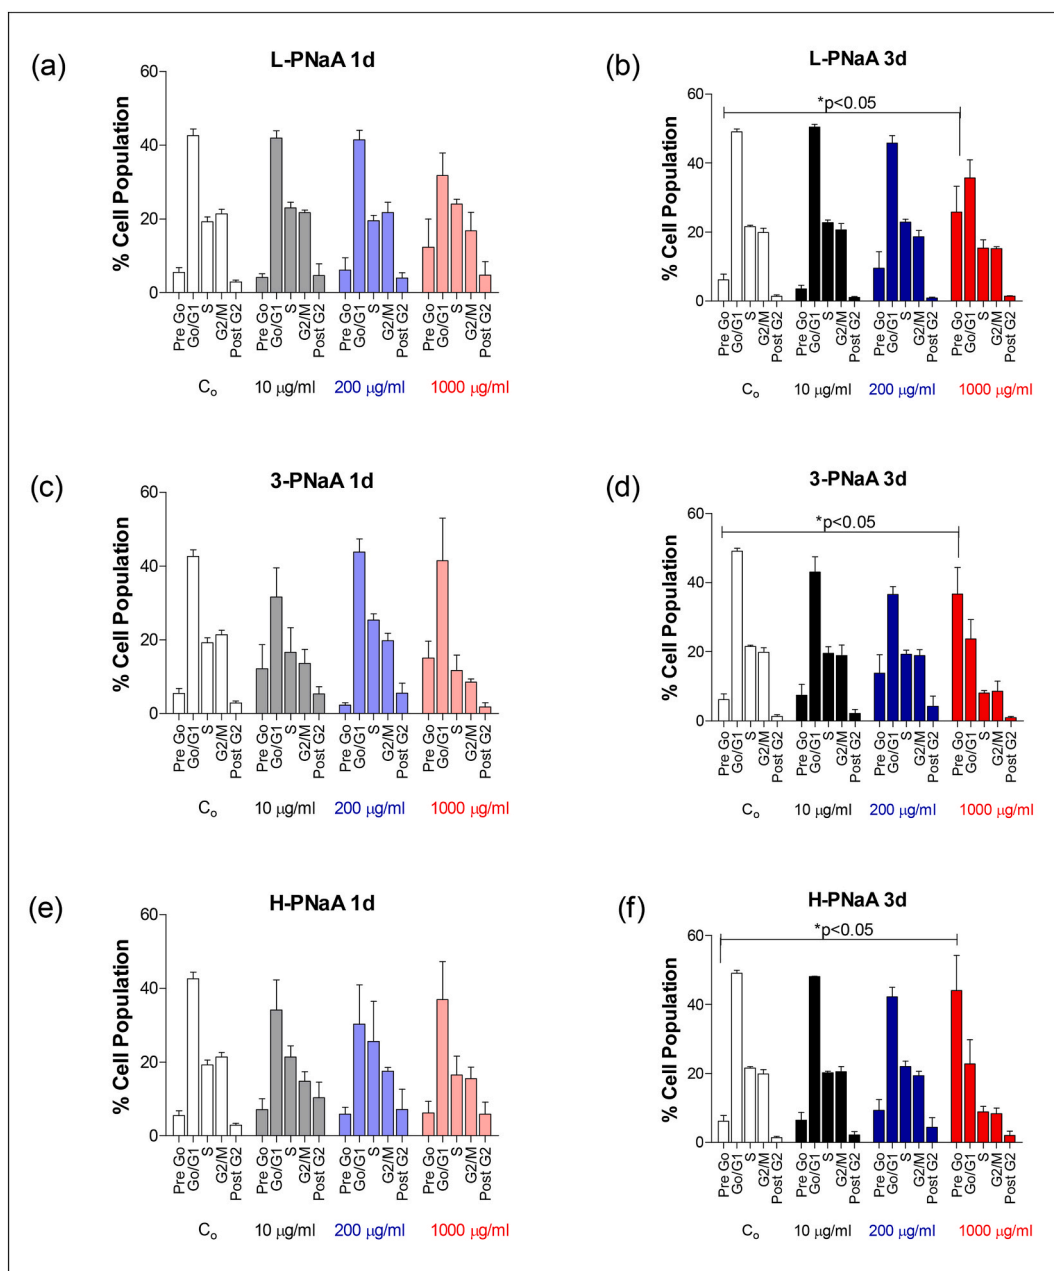 (a)
L-PNaA 1d
60
40
20
0
% Cell Population
Pre Go Go/G1 S G2/M Post G2 Pre Go Go/G1 S G2/M Post G2 Pre Go Go/G1 S G2/M Post G2 Pre Go Go/G1 S G2/M Post G2
Co 10 μg/ml 200 μg/ml 1000 μg/ml
(b)
L-PNaA 3d
*p<0.05
60
40
20
0
% Cell Population
Pre Go Go/G1 S G2/M Post G2 Pre Go Go/G1 S G2/M Post G2 Pre Go Go/G1 S G2/M Post G2 Pre Go Go/G1 S G2/M Post G2
Co 10 μg/ml 200 μg/ml 1000 μg/ml
(c)
3-PNaA 1d
60
40
20
0
% Cell Population
Pre Go Go/G1 S G2/M Post G2 Pre Go Go/G1 S G2/M Post G2 Pre Go Go/G1 S G2/M Post G2 Pre Go Go/G1 S G2/M Post G2
Co 10 μg/ml 200 μg/ml 1000 μg/ml
(d)
3-PNaA 3d
*p<0.05
60
40
20
0
% Cell Population
Pre Go Go/G1 S G2/M Post G2 Pre Go Go/G1 S G2/M Post G2 Pre Go Go/G1 S G2/M Post G2 Pre Go Go/G1 S G2/M Post G2
Co 10 μg/ml 200 μg/ml 1000 μg/ml
(e)
H-PNaA 1d
60
40
20
0
% Cell Population
Pre Go Go/G1 S G2/M Post G2 Pre Go Go/G1 S G2/M Post G2 Pre Go Go/G1 S G2/M Post G2 Pre Go Go/G1 S G2/M Post G2
Co 10 μg/ml 200 μg/ml 1000 μg/ml
(f)
H-PNaA 3d
*p<0.05
60
40
20
0
% Cell Population
Pre Go Go/G1 S G2/M Post G2 Pre Go Go/G1 S G2/M Post G2 Pre Go Go/G1 S G2/M Post G2 Pre Go Go/G1 S G2/M Post G2
Co 10 μg/ml 200 μg/ml 1000 μg/ml